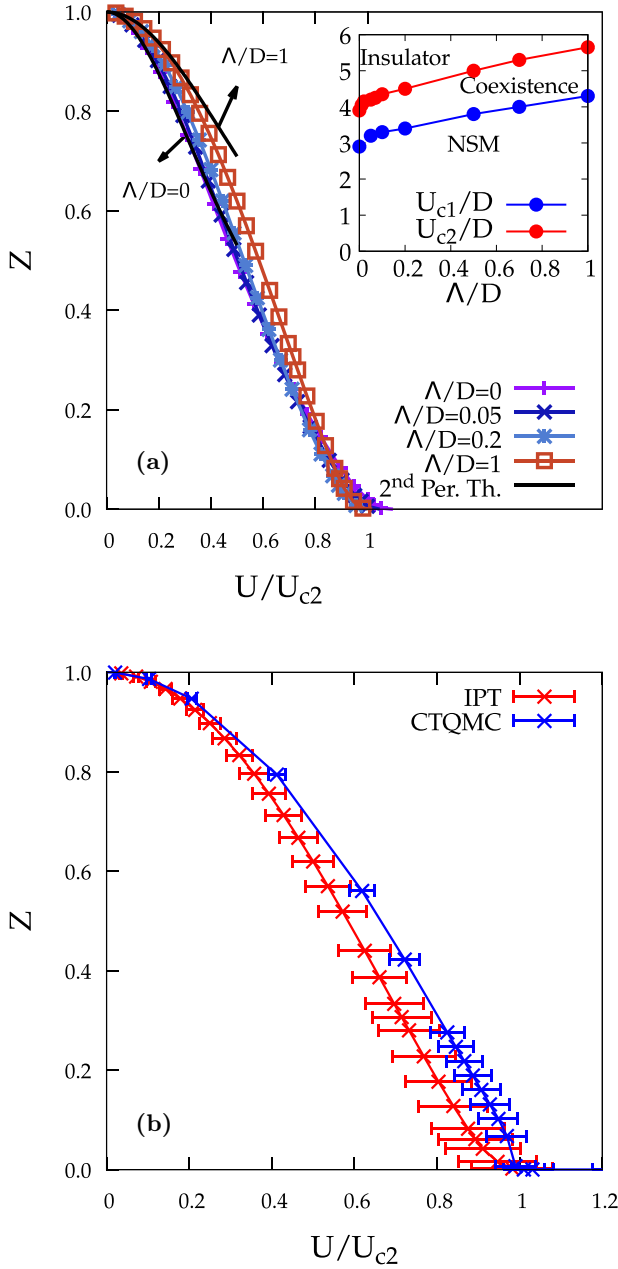 1.0
0.8
0.6
0.4
0.2
0.0
Z
0
0.2
0.4
0.6
0.8
1
U/U_c2
Λ/D=1
Λ/D=0
(a)
Λ/D=0
Λ/D=0.05
Λ/D=0.2
Λ/D=1
2nd Per. Th.
6
5
4
3
2
1
0
Insulator
Coexistence
NSM
U_c1/D
U_c2/D
0
0.2
0.4
0.6
0.8
1
Λ/D
1.0
0.8
0.6
0.4
0.2
0.0
Z
IPT
CTQMC
(b)
0
0.2
0.4
0.6
0.8
1
1.2
U/U_c2